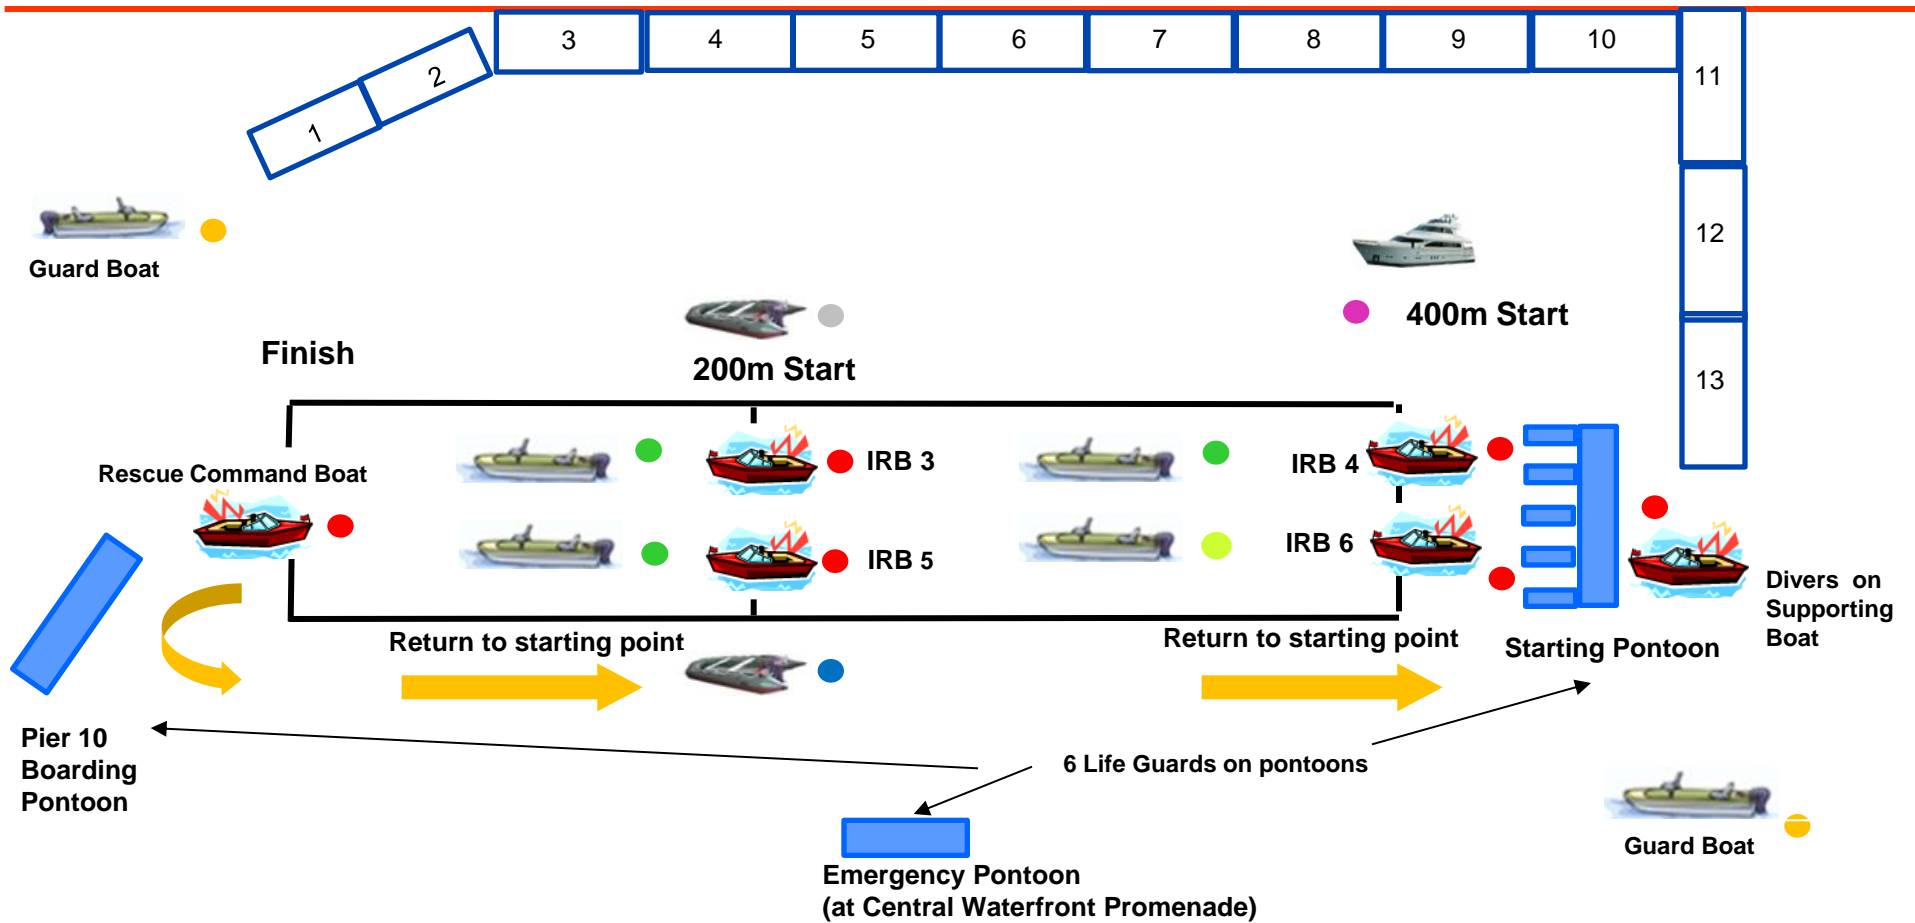 3
4
5
6
7
8
9
10
2
11
1
12
Guard Boat
400m Start
Finish
200m Start
13
Rescue Command Boat
IRB 3
IRB 4
IRB 5
IRB 6
Divers on
Supporting
Boat
Return to starting point
Return to starting point
Starting Pontoon
Pier 10
Boarding
Pontoon
6 Life Guards on pontoons
Guard Boat
Emergency Pontoon
(at Central Waterfront Promenade)